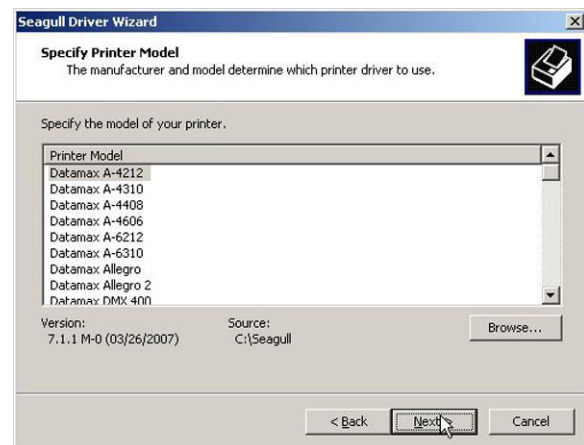 Seagull Driver Wizard
Specify Printer Model
The manufacturer and model determine which printer driver to use.
Specify the model of your printer.
Printer Model
Datamax A-4212
Datamax A-4310
Datamax A-4408
Datamax A-4606
Datamax A-6212
Datamax A-6310
Datamax Allegro
Datamax Allegro 2
Datamax DMX 400
Version:
7.1.1 M-0 (03/26/2007)
Source:
C:\Seagull
Browse...
< Back
Next >
Cancel